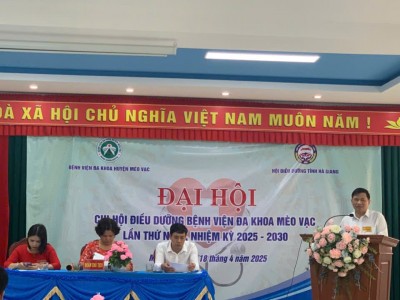 OÀ XÃ HỘI CHỦ NGHĨA VIỆT NAM MUÔN NĂM!
BỆNH VIỆN ĐA KHOA HUYỆN MÈO VẠC
HỘI ĐIỀU DƯỠNG TỈNH HÀ GIANG
ĐẠI HỘI
CHI HỘI ĐIỀU DƯỠNG BỆNH VIỆN ĐA KHOA MÈO VẠC
LẦN THỨ NHIỆM KỲ 2025 - 2030
18 tháng 4 năm 2025